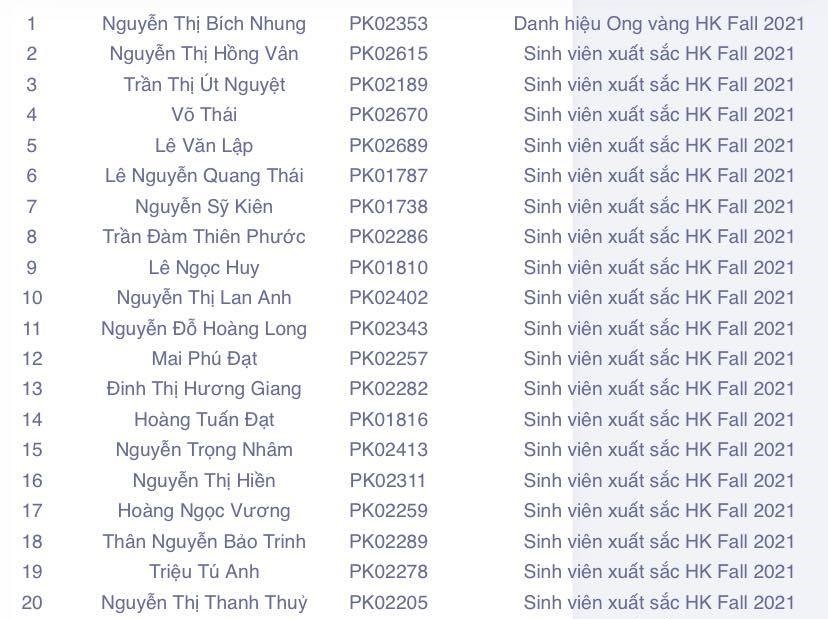 1 Nguyễn Thị Bích Nhung PK02353 Danh hiệu Ong vàng HK Fall 2021
2 Nguyễn Thị Hồng Vân PK02615 Sinh viên xuất sắc HK Fall 2021
3 Trần Thị Út Nguyệt PK02189 Sinh viên xuất sắc HK Fall 2021
4 Võ Thái PK02670 Sinh viên xuất sắc HK Fall 2021
5 Lê Văn Lập PK02689 Sinh viên xuất sắc HK Fall 2021
6 Lê Nguyễn Quang Thái PK01787 Sinh viên xuất sắc HK Fall 2021
7 Nguyễn Sỹ Kiên PK01738 Sinh viên xuất sắc HK Fall 2021
8 Trần Đàm Thiên Phước PK02286 Sinh viên xuất sắc HK Fall 2021
9 Lê Ngọc Huy PK01810 Sinh viên xuất sắc HK Fall 2021
10 Nguyễn Thị Lan Anh PK02402 Sinh viên xuất sắc HK Fall 2021
11 Nguyễn Đỗ Hoàng Long PK02343 Sinh viên xuất sắc HK Fall 2021
12 Mai Phú Đạt PK02257 Sinh viên xuất sắc HK Fall 2021
13 Đinh Thị Hương Giang PK02282 Sinh viên xuất sắc HK Fall 2021
14 Hoàng Tuấn Đạt PK01816 Sinh viên xuất sắc HK Fall 2021
15 Nguyễn Trọng Nhâm PK02413 Sinh viên xuất sắc HK Fall 2021
16 Nguyễn Thị Hiền PK02311 Sinh viên xuất sắc HK Fall 2021
17 Hoàng Ngọc Vương PK02259 Sinh viên xuất sắc HK Fall 2021
18 Thân Nguyễn Bảo Trinh PK02289 Sinh viên xuất sắc HK Fall 2021
19 Triệu Tú Anh PK02278 Sinh viên xuất sắc HK Fall 2021
20 Nguyễn Thị Thanh Thuỷ PK02205 Sinh viên xuất sắc HK Fall 2021